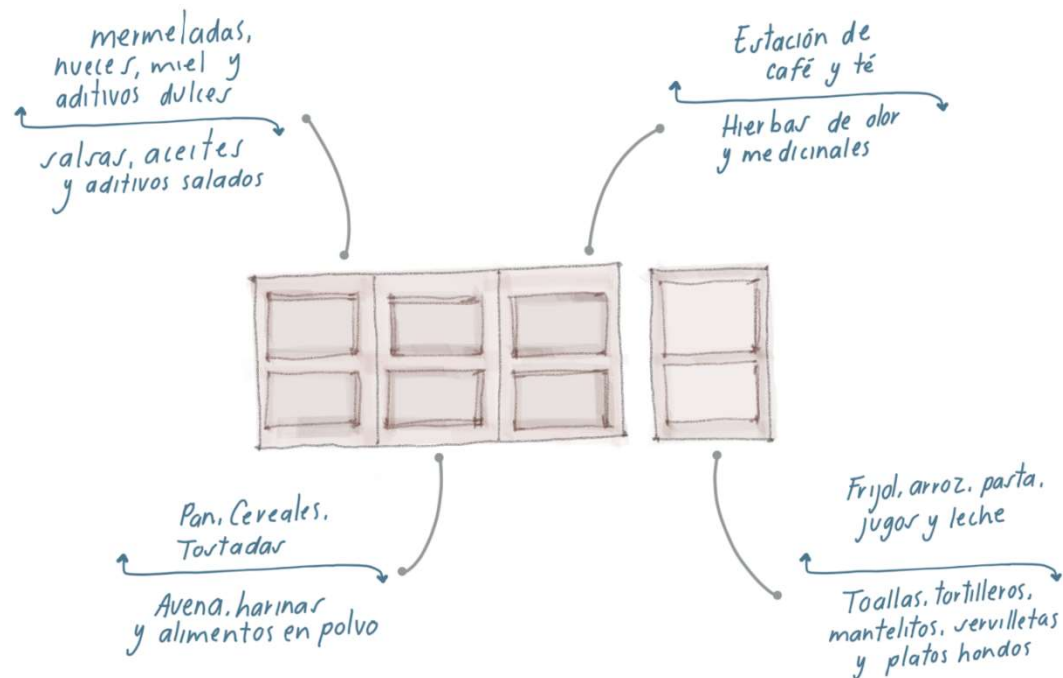 mermeladas,
nueces, miel y
aditivos dulces
salsas, aceites
y aditivos salados
Estación de
café y té
Hierbas de olor
y medicinales
Pan, Cereales,
Tostadas
Avena, harinas
y alimentos en polvo
Frijol, arroz, pasta,
jugos y leche
Toallas, tortilleros,
mantelitos, servilletas
y platos hondos